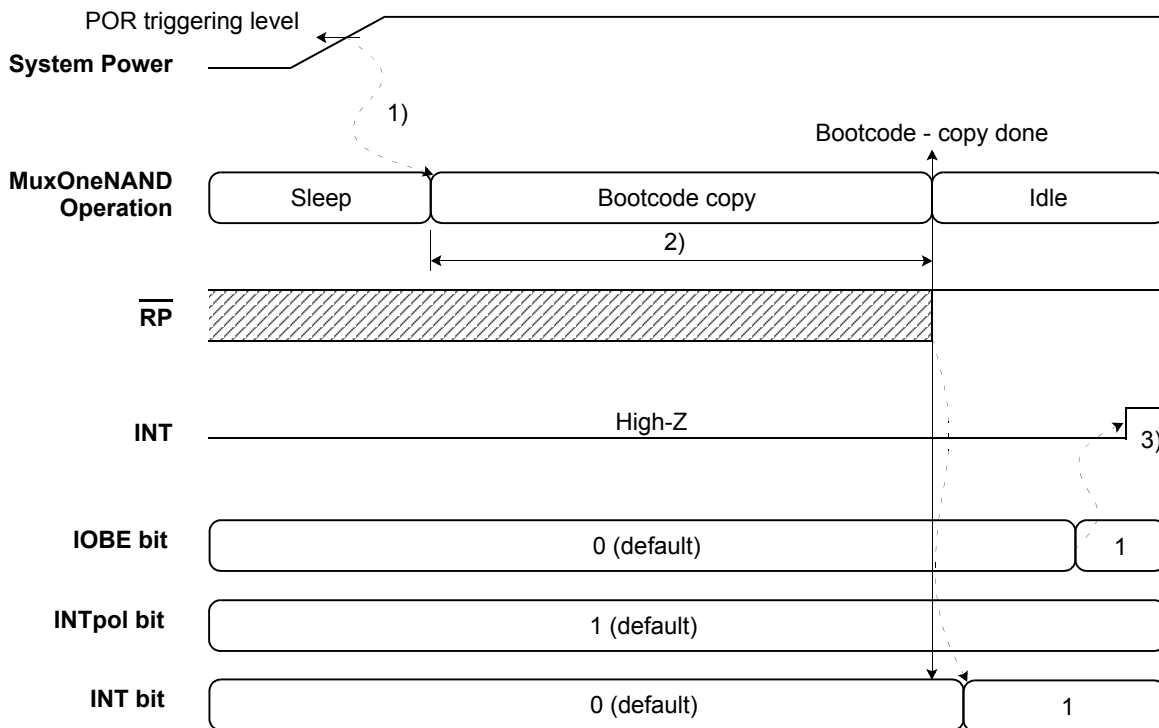 POR triggering level
System Power
1)
Bootcode - copy done
MuxOneNAND
Operation
Sleep
Bootcode copy
Idle
2)
RP
High-Z
INT
3)
IOBE bit
0 (default)
1
INTpol bit
1 (default)
INT bit
0 (default)
1